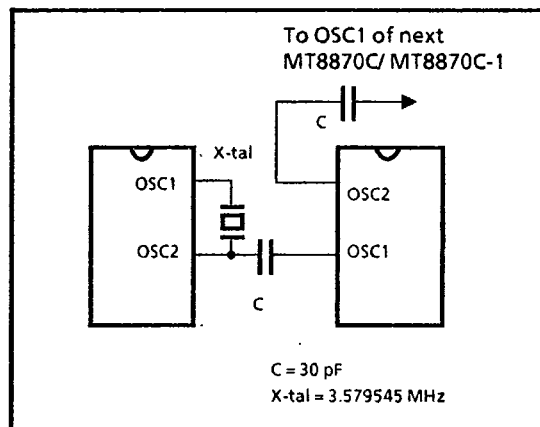 To OSC1 of next
MT8870C/ MT8870C-1
C
X-tal
OSC1
OSC2
OSC2
OSC1
C
C = 30 pF
X-tal = 3.579545 MHz